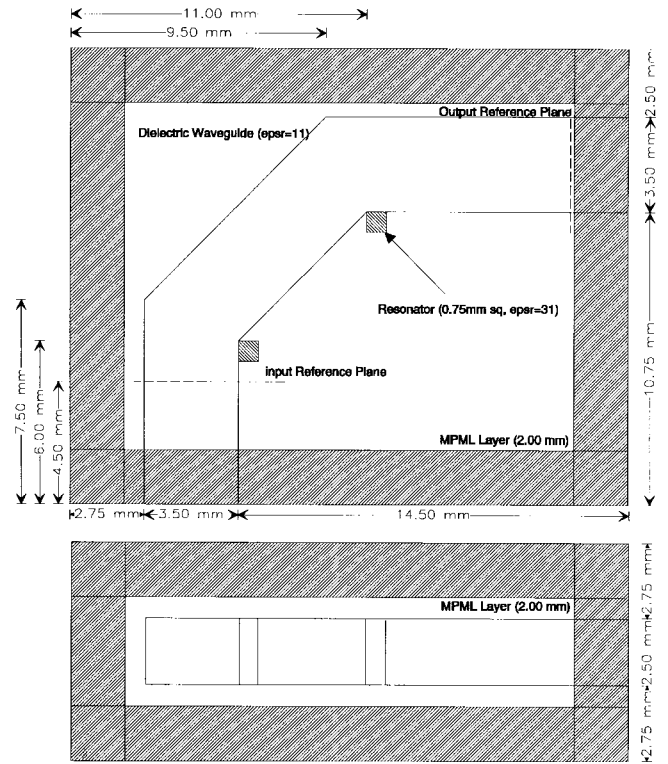 11.00 mm
9.50 mm
2.50 mm
Output Reference Plane
Dielectric Waveguide (epsr=11)
3.50 mm
Resonator (0.75mm sq, epsr=31)
input Reference Plane
7.50 mm
6.00 mm
4.50 mm
10.75 mm
MPML Layer (2.00 mm)
2.75 mm
3.50 mm
14.50 mm
MPML Layer (2.00 mm)
2.75 mm
2.50 mm
2.75 mm